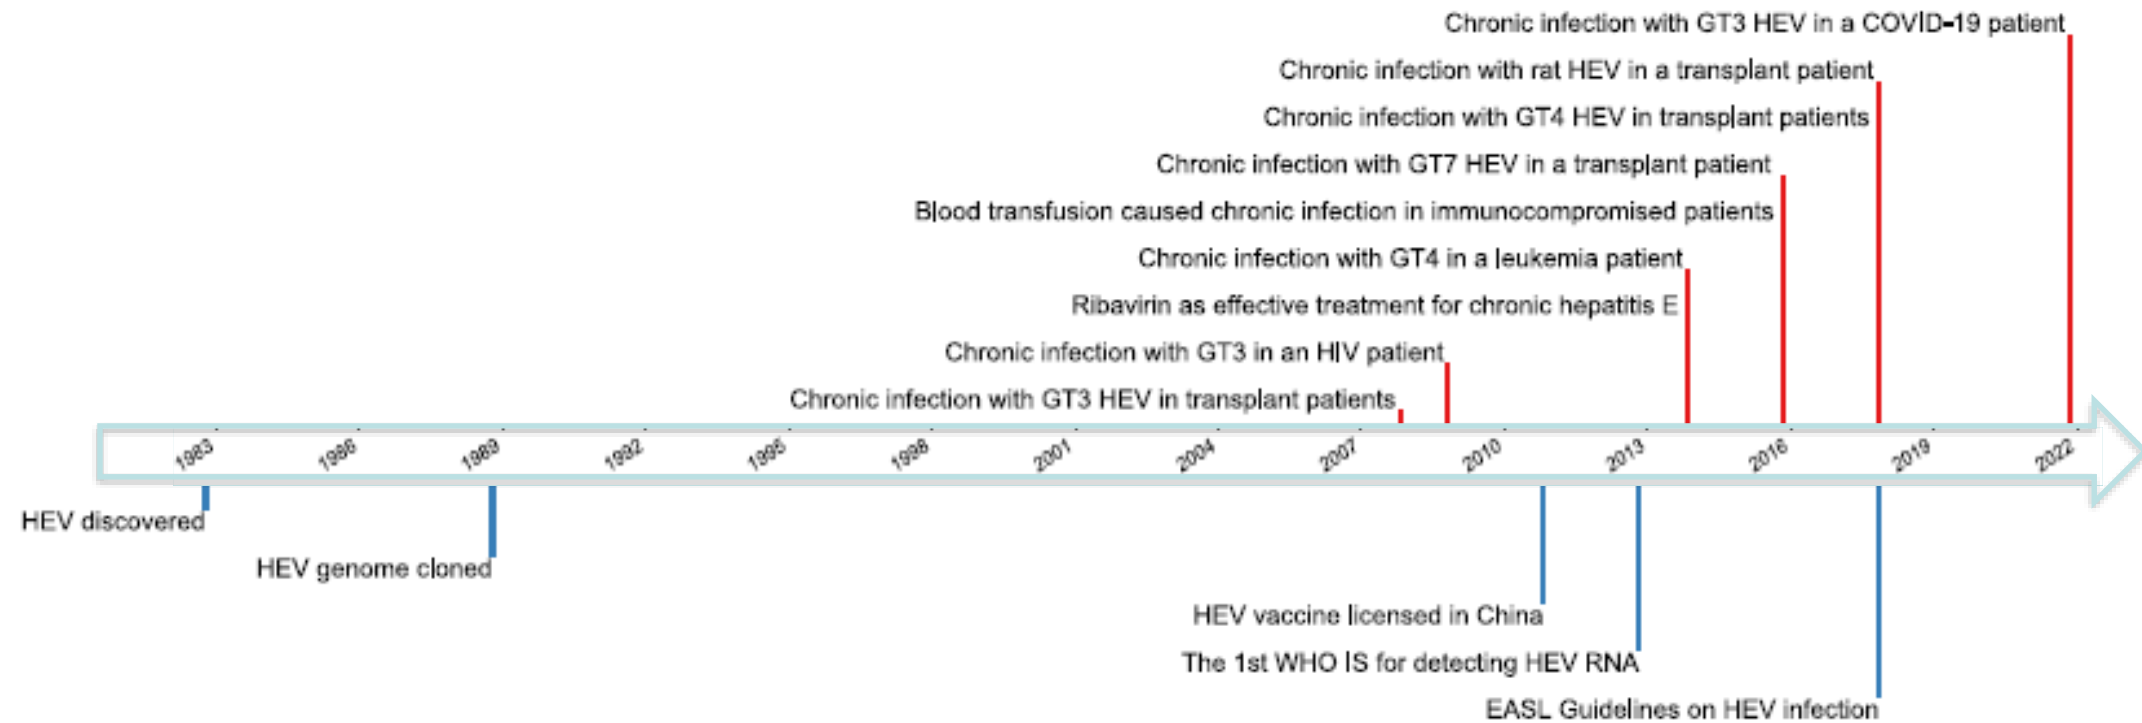 Chronic infection with GT3 HEV in a COVID-19 patient
Chronic infection with rat HEV in a transplant patient
Chronic infection with GT4 HEV in transplant patients
Chronic infection with GT7 HEV in a transplant patient
Blood transfusion caused chronic infection in immunocompromised patients
Chronic infection with GT4 in a leukemia patient
Ribavirin as effective treatment for chronic hepatitis E
Chronic infection with GT3 in an HIV patient
Chronic infection with GT3 HEV in transplant patients
1983 1986 1989 1992 1995 1998 2001 2004 2007 2010 2013 2016 2019 2022
HEV discovered
HEV genome cloned
HEV vaccine licensed in China
The 1st WHO IS for detecting HEV RNA
EASL Guidelines on HEV infection